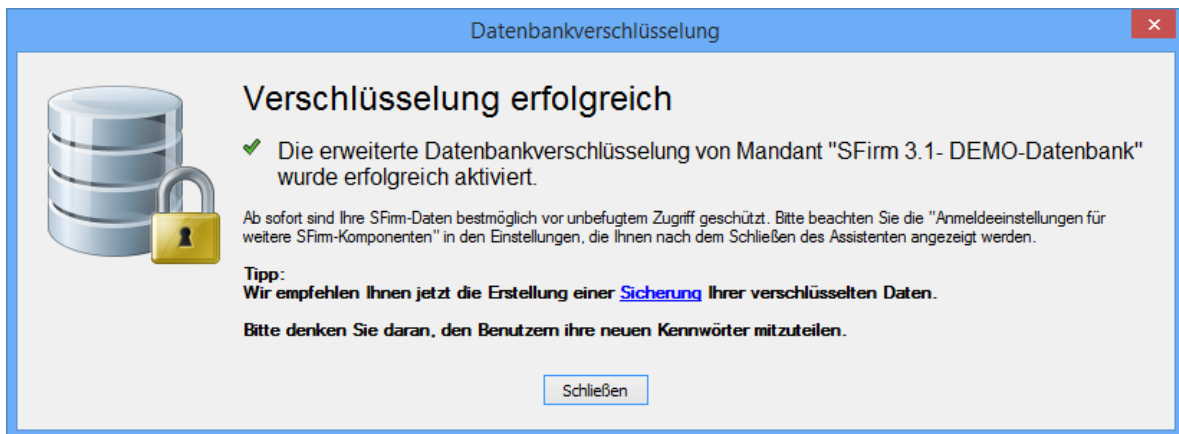 Datenbankverschlüsselung
Verschlüsselung erfolgreich
Die erweiterte Datenbankverschlüsselung von Mandant "SFirm 3.1- DEMO-Datenbank"
wurde erfolgreich aktiviert.
Ab sofort sind Ihre SFirm-Daten bestmöglich vor unbefugtem Zugriff geschützt. Bitte beachten Sie die "Anmeldeeinstellungen für
weitere SFirm-Komponenten" in den Einstellungen, die Ihnen nach dem Schließen des Assistenten angezeigt werden.
Tipp:
Wir empfehlen Ihnen jetzt die Erstellung einer Sicherung Ihrer verschlüsselten Daten.
Bitte denken Sie daran, den Benutzern ihre neuen Kennwörter mitzuteilen.
Schließen